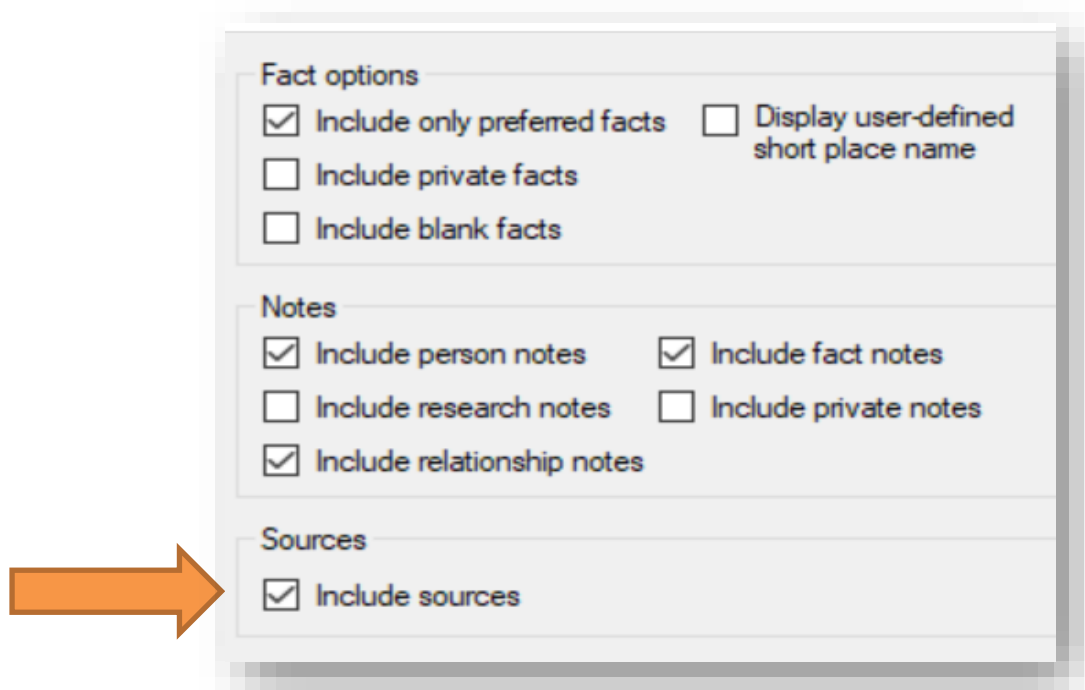 Fact options
Include only preferred facts
Display user-defined
short place name
Include private facts
Include blank facts
Notes
Include person notes
Include fact notes
Include research notes
Include private notes
Include relationship notes
Sources
Include sources